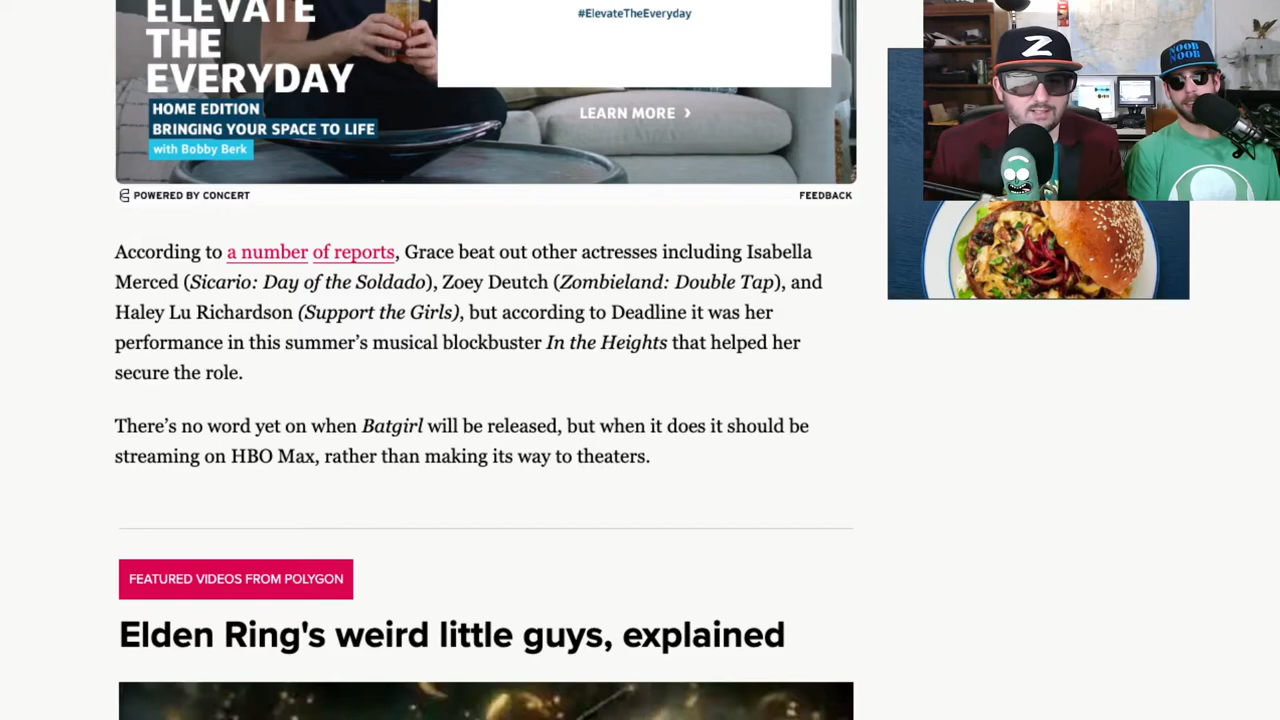 ELEVATE
THE
EVERYDAY
HOME EDITION
BRINGING YOUR SPACE TO LIFE
with Bobby Berk
#ElevateTheEveryday
LEARN MORE ›
POWERED BY CONCERT
FEEDBACK
Z
NOOB
NOOB
According to a number of reports, Grace beat out other actresses including Isabella
Merced (Sicario: Day of the Soldado), Zoey Deutch (Zombieland: Double Tap), and
Haley Lu Richardson (Support the Girls), but according to Deadline it was her
performance in this summer’s musical blockbuster In the Heights that helped her
secure the role.
There’s no word yet on when Batgirl will be released, but when it does it should be
streaming on HBO Max, rather than making its way to theaters.
FEATURED VIDEOS FROM POLYGON
Elden Ring's weird little guys, explained